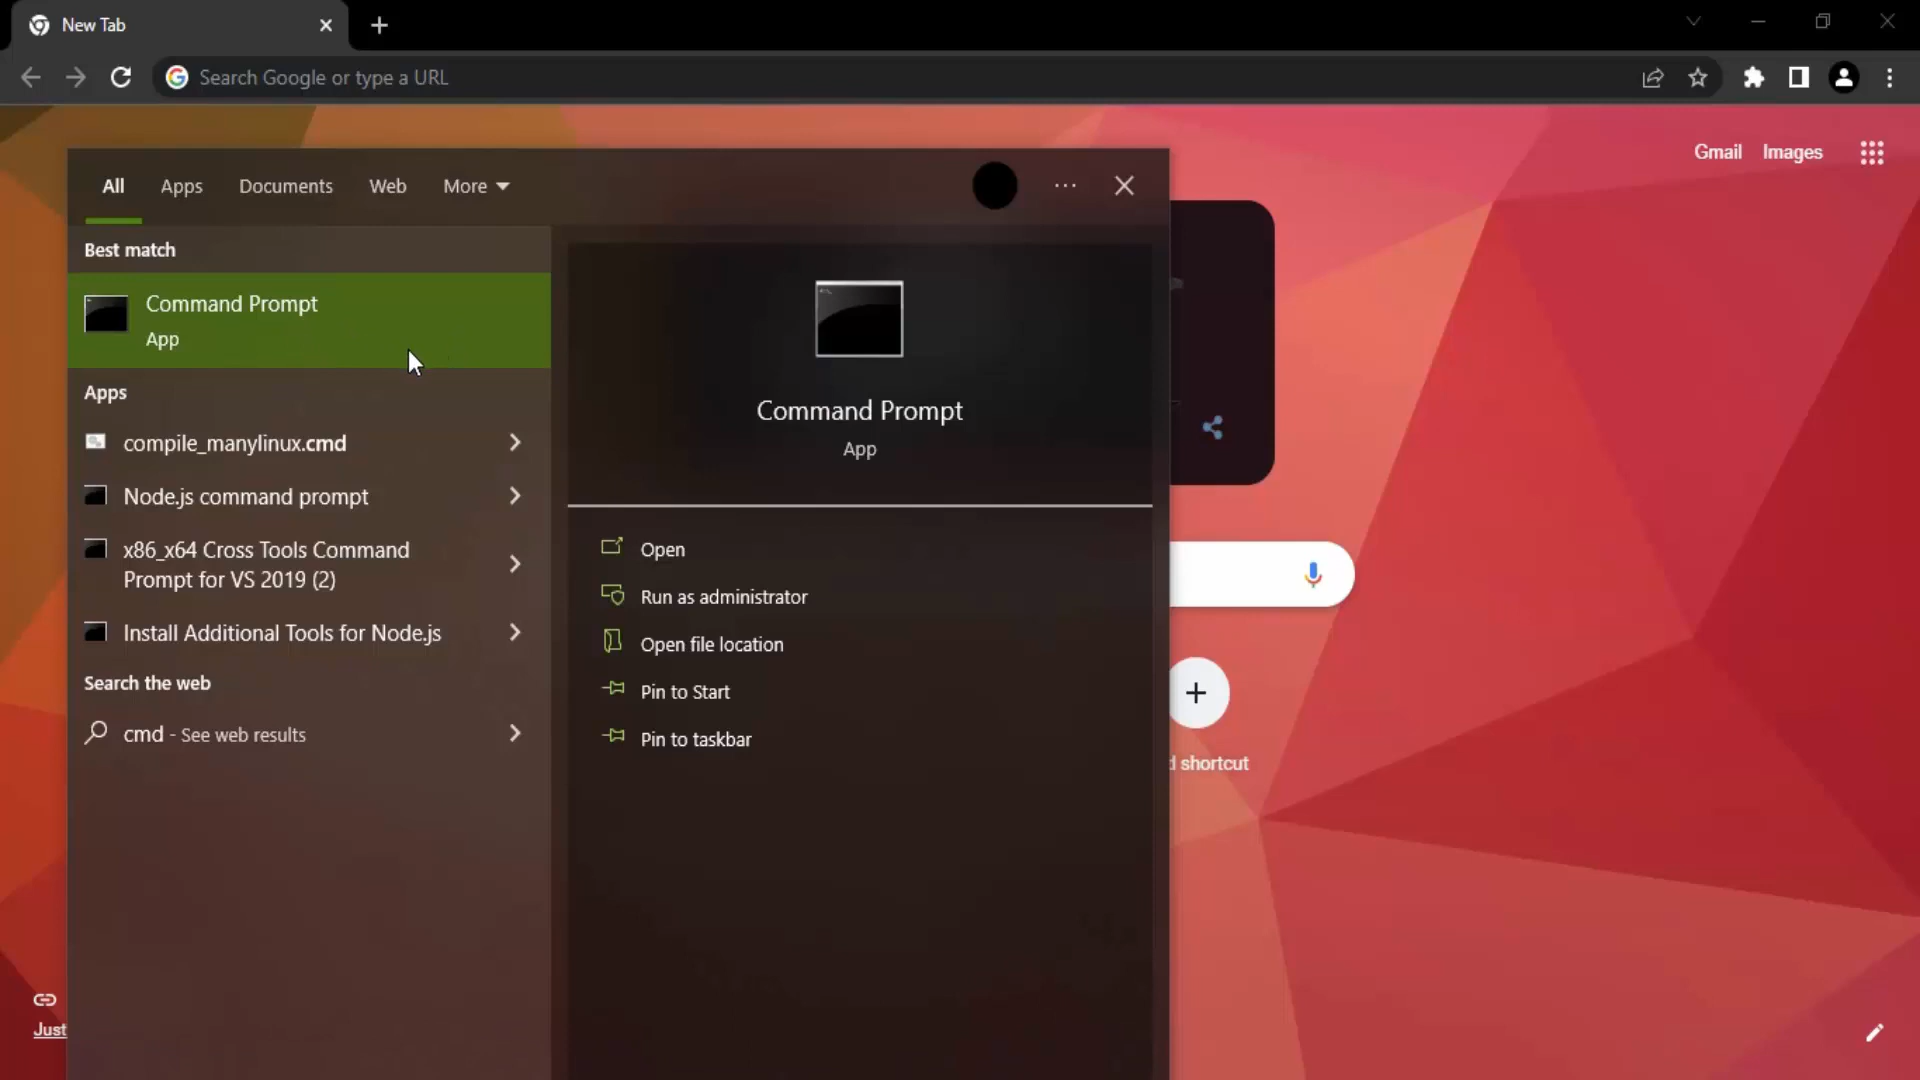 New Tab
Search Google or type a URL
Gmail Images
All Apps Documents Web More
Best match
Command Prompt
App
Apps
compile_manylinux.cmd
Node.js command prompt
x86_x64 Cross Tools Command
Prompt for VS 2019 (2)
Install Additional Tools for Node.js
Search the web
cmd - See web results
Command Prompt
App
Open
Run as administrator
Open file location
Pin to Start
Pin to taskbar
d shortcut
Just